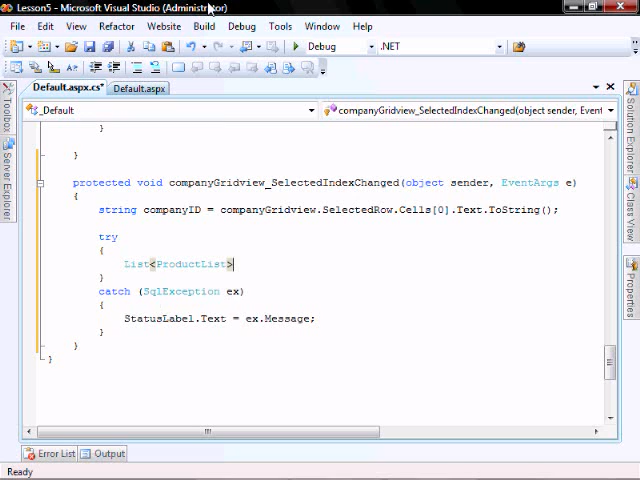 Lesson5 - Microsoft Visual Studio (Administrator)
File Edit View Refactor Website Build Debug Tools Window Help
Debug .NET
Default.aspx.cs* Default.aspx
_Default companyGridview_SelectedIndexChanged(object sender, Event
}
}
protected void companyGridview_SelectedIndexChanged(object sender, EventArgs e)
{
string companyID = companyGridview.SelectedRow.Cells[0].Text.ToString();
try
{
List<ProductList>
}
catch (SqlException ex)
{
StatusLabel.Text = ex.Message;
}
}
}
Toolbox
Server Explorer
Solution Explorer
Class View
Properties
Error List Output
Ready